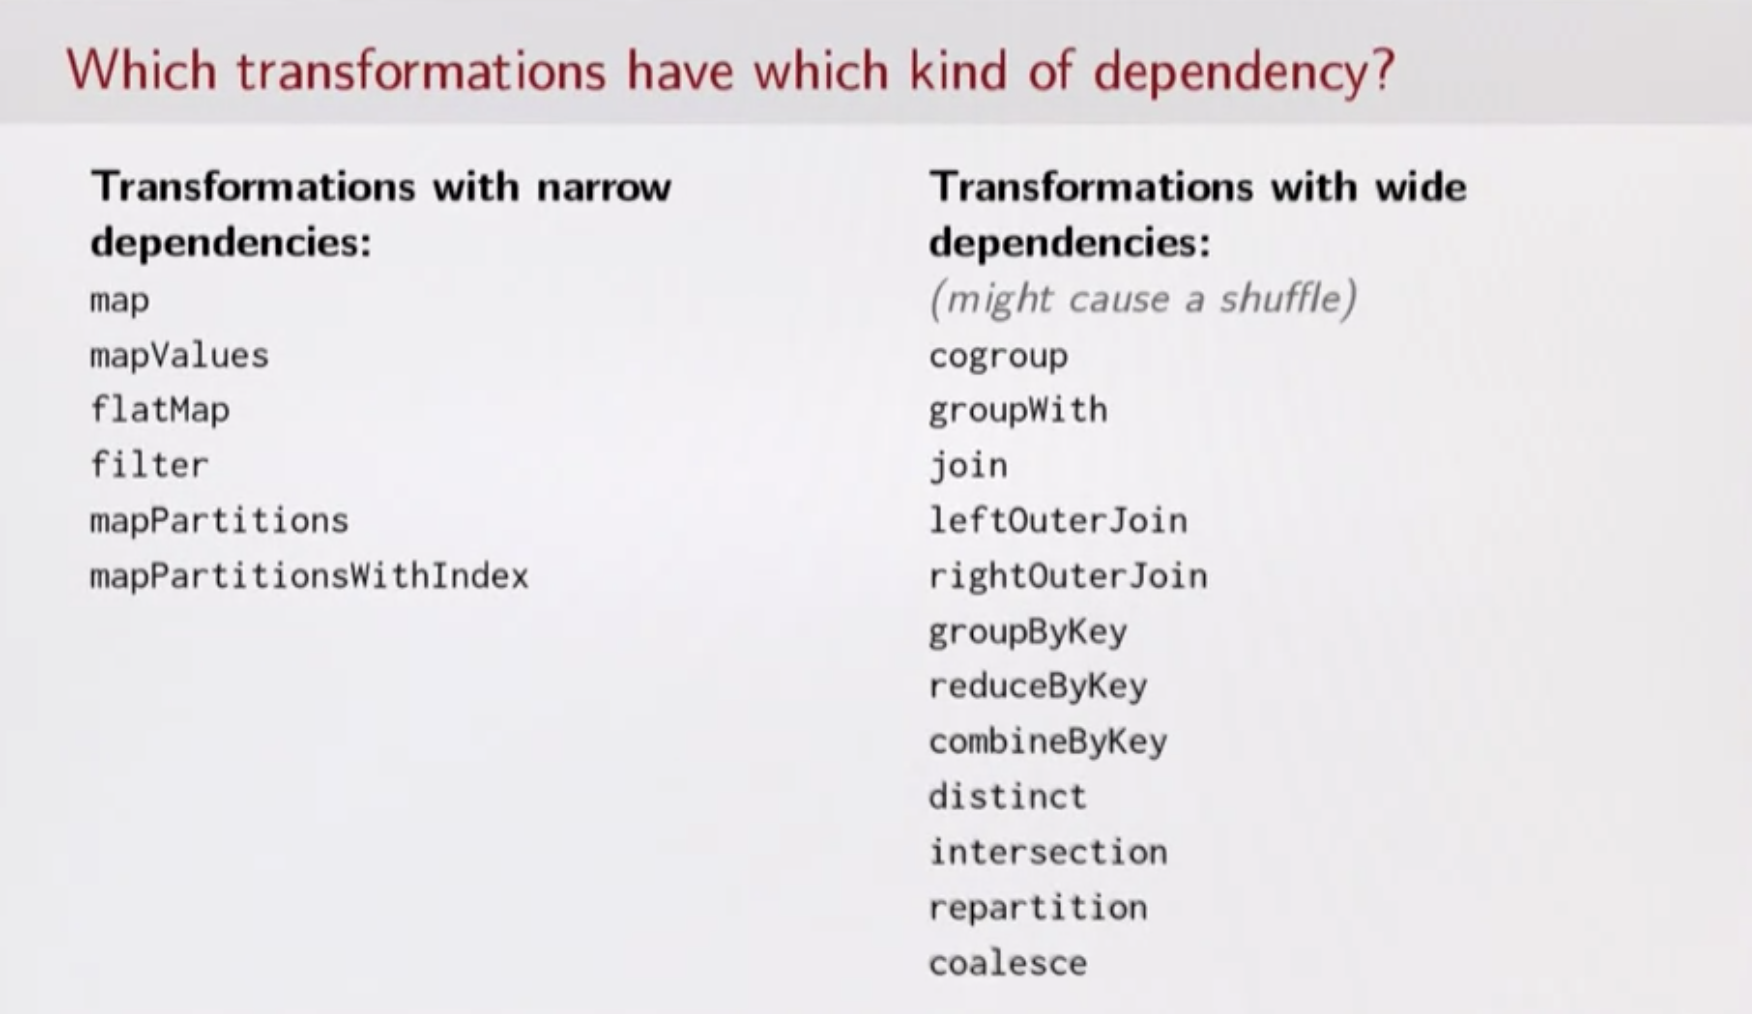 Which transformations have which kind of dependency?
Transformations with narrow
dependencies:
map
mapValues
flatMap
filter
mapPartitions
mapPartitionsWithIndex
Transformations with wide
dependencies:
(might cause a shuffle)
cogroup
groupWith
join
leftOuterJoin
rightOuterJoin
groupByKey
reduceByKey
combineByKey
distinct
intersection
repartition
coalesce